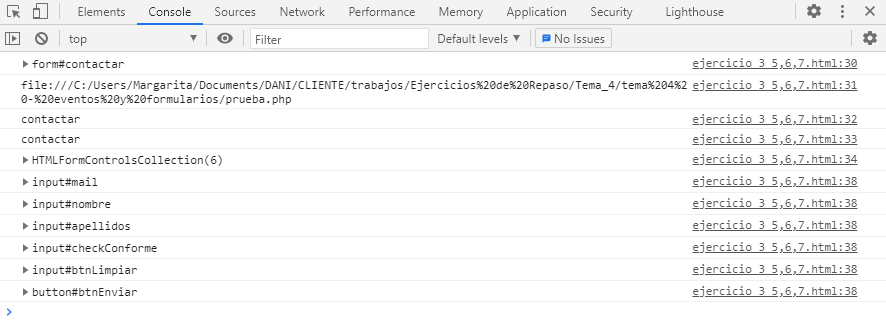 Elements Console Sources Network Performance Memory Application Security Lighthouse
top Filter Default levels No Issues
form#contactar ejercicio 3 5,6,7.html:30
file:///C:/Users/Margarita/Documents/DANI/CLIENTE/trabajos/Ejercicios%20de%20Repaso/Tema_4/tema%204%2 ejercicio 3 5,6,7.html:31
0-%20eventos%20y%20formularios/prueba.php
contactar ejercicio 3 5,6,7.html:32
contactar ejercicio 3 5,6,7.html:33
HTMLFormControlsCollection(6) ejercicio 3 5,6,7.html:34
input#mail ejercicio 3 5,6,7.html:38
input#nombre ejercicio 3 5,6,7.html:38
input#apellidos ejercicio 3 5,6,7.html:38
input#checkConforme ejercicio 3 5,6,7.html:38
input#btnLimpiar ejercicio 3 5,6,7.html:38
button#btnEnviar ejercicio 3 5,6,7.html:38